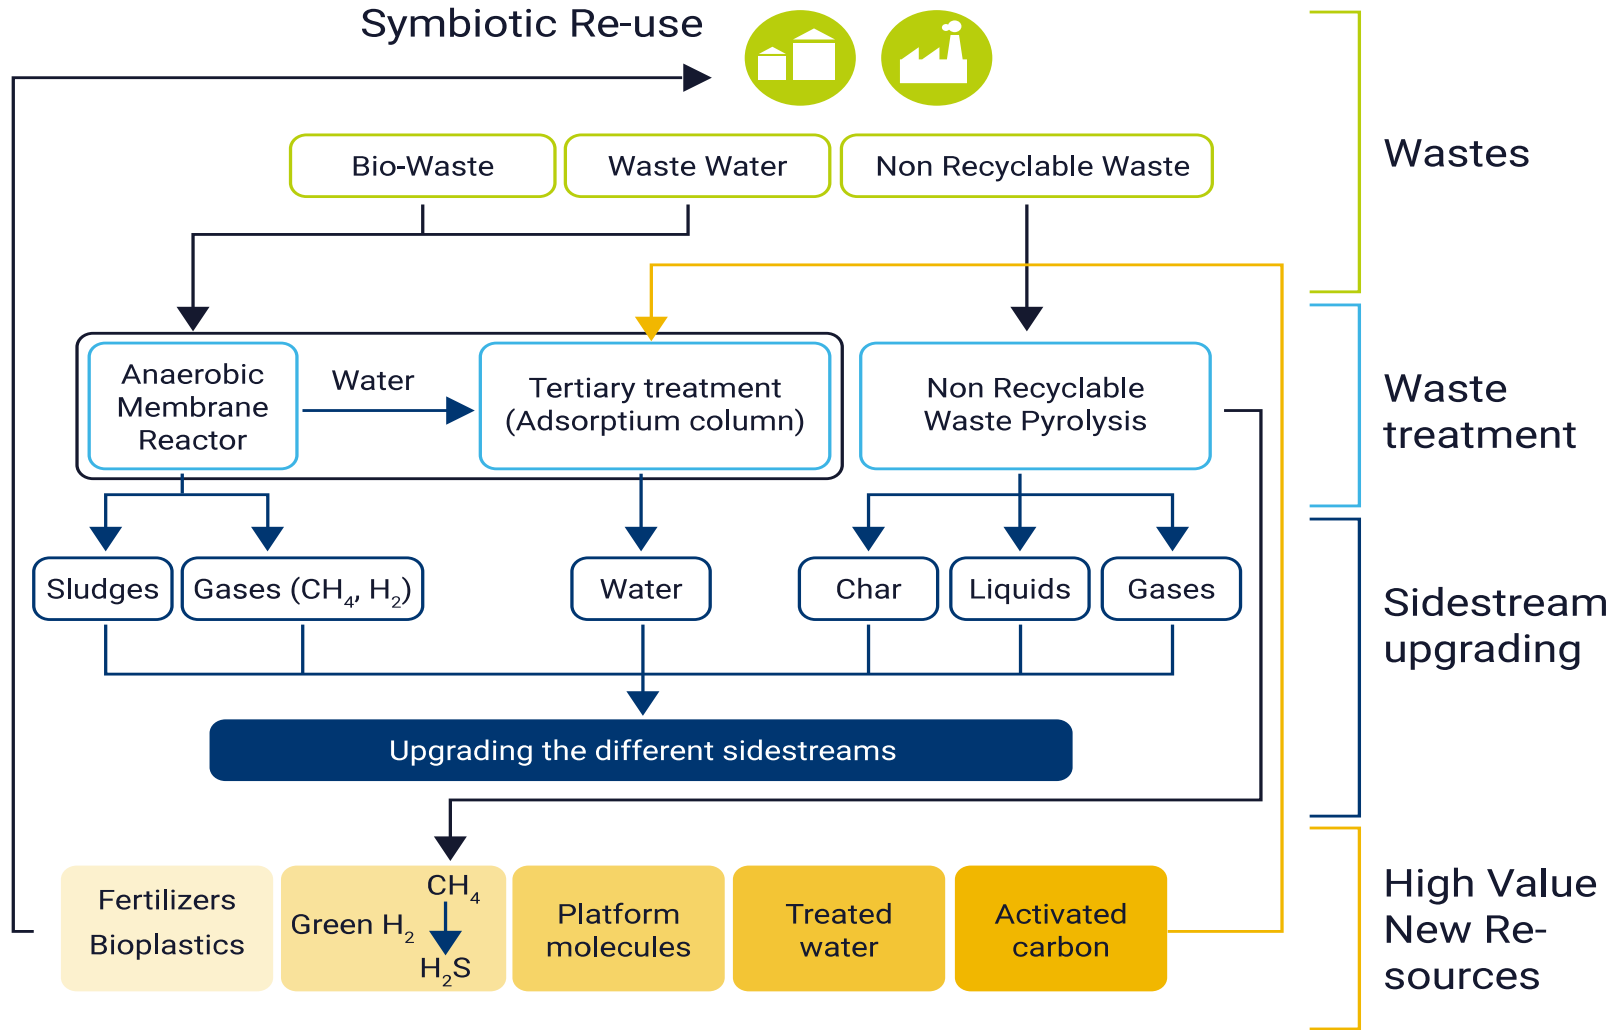 Symbiotic Re-use
Wastes
Bio-Waste
Waste Water
Non Recyclable Waste
Waste
treatment
Anaerobic
Membrane
Reactor
Water
Tertiary treatment
(Adsorptium column)
Non Recyclable
Waste Pyrolysis
Sidestream
upgrading
Sludges
Gases (CH₄, H₂)
Water
Char
Liquids
Gases
Upgrading the different sidestreams
High Value
New Re-
sources
Fertilizers
Bioplastics
Green H₂
CH₄
H₂S
Platform
molecules
Treated
water
Activated
carbon